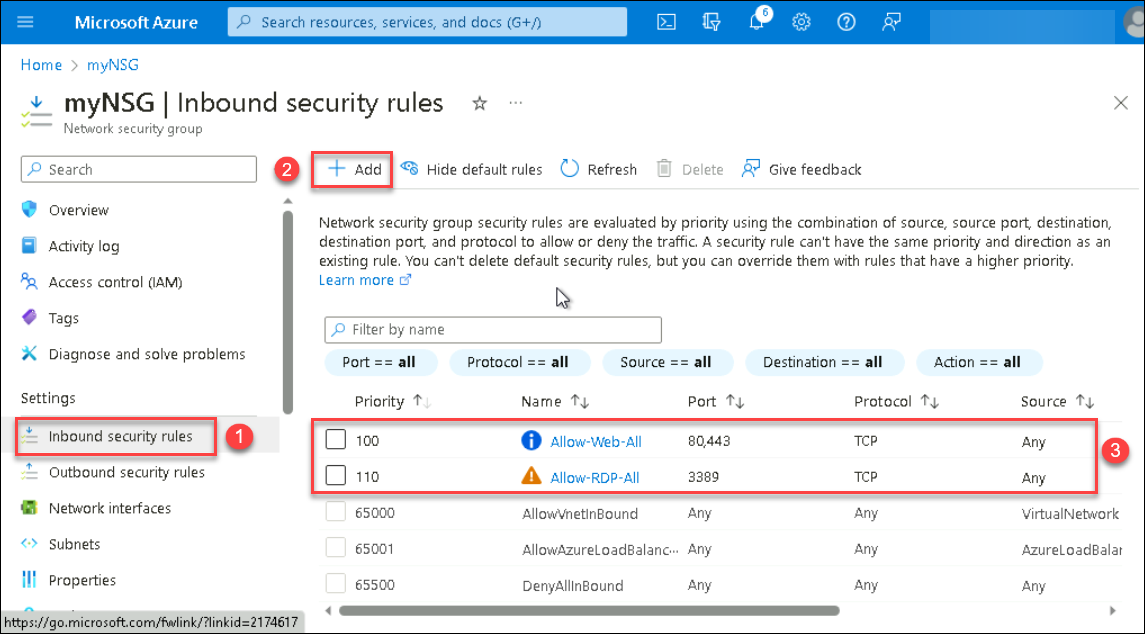 Microsoft Azure
Search resources, services, and docs (G+/)
6
Home > myNSG
myNSG | Inbound security rules
Network security group
Search
2
Add
Hide default rules
Refresh
Delete
Give feedback
Overview
Activity log
Access control (IAM)
Tags
Diagnose and solve problems
Settings
Inbound security rules
1
Outbound security rules
Network interfaces
Subnets
Properties
https://go.microsoft.com/fwlink/?linkid=2174617
Network security group security rules are evaluated by priority using the combination of source, source port, destination,
destination port, and protocol to allow or deny the traffic. A security rule can't have the same priority and direction as an
existing rule. You can't delete default security rules, but you can override them with rules that have a higher priority.
Learn more
Filter by name
Port == all Protocol == all Source == all Destination == all Action == all
Priority ↑↓ Name ↑↓ Port ↑↓ Protocol ↑↓ Source ↑↓
100 Allow-Web-All 80,443 TCP Any
3
110 Allow-RDP-All 3389 TCP Any
65000 AllowVnetInBound Any Any VirtualNetwork
65001 AllowAzureLoadBalanc... Any Any AzureLoadBalar
65500 DenyAllInBound Any Any Any